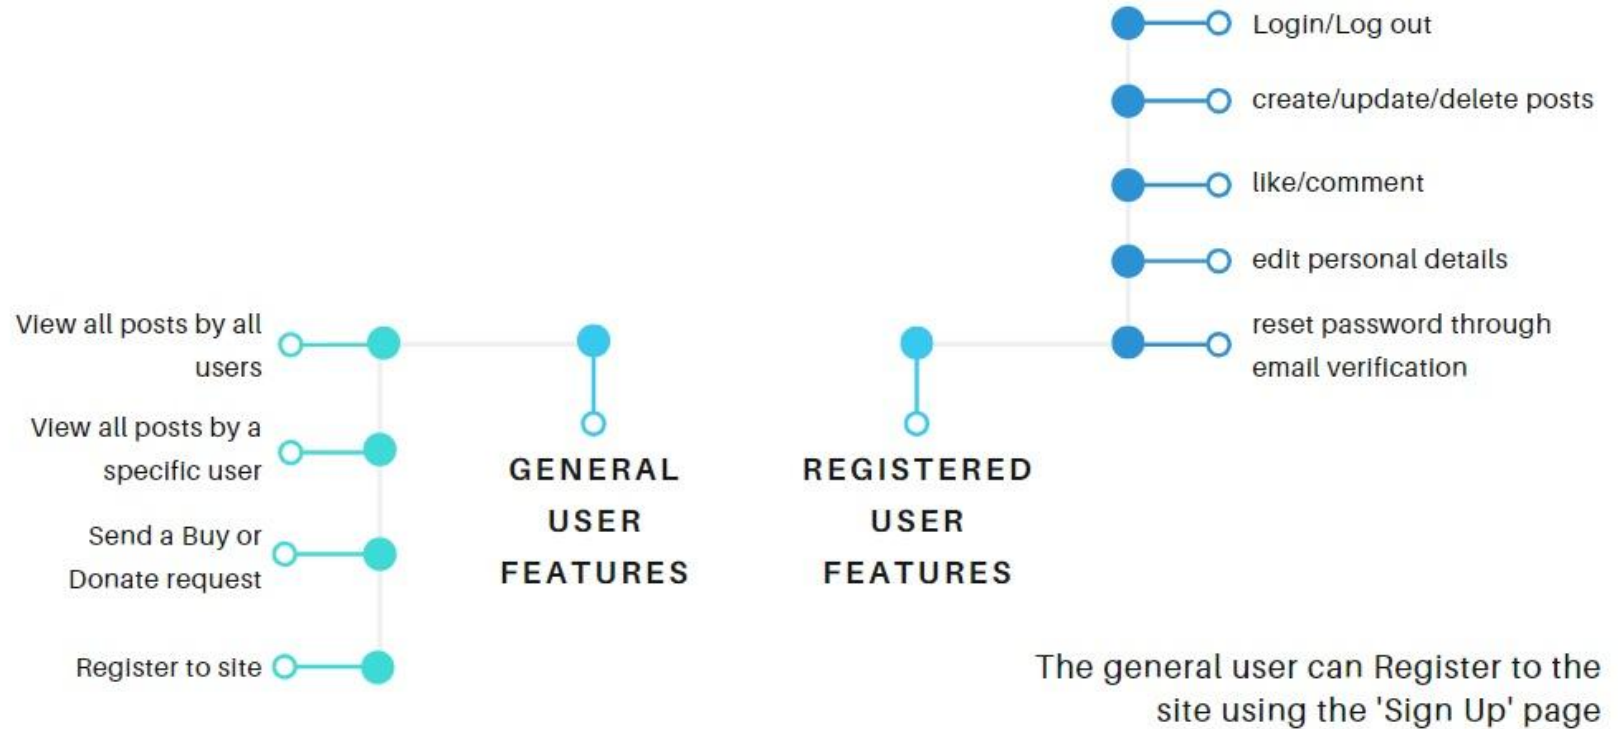 Login/Log out
create/update/delete posts
like/comment
edit personal details
reset password through
email verification
View all posts by all
users
View all posts by a
specific user
Send a Buy or
Donate request
Register to site
GENERAL
USER
FEATURES
REGISTERED
USER
FEATURES
The general user can Register to the
site using the 'Sign Up' page